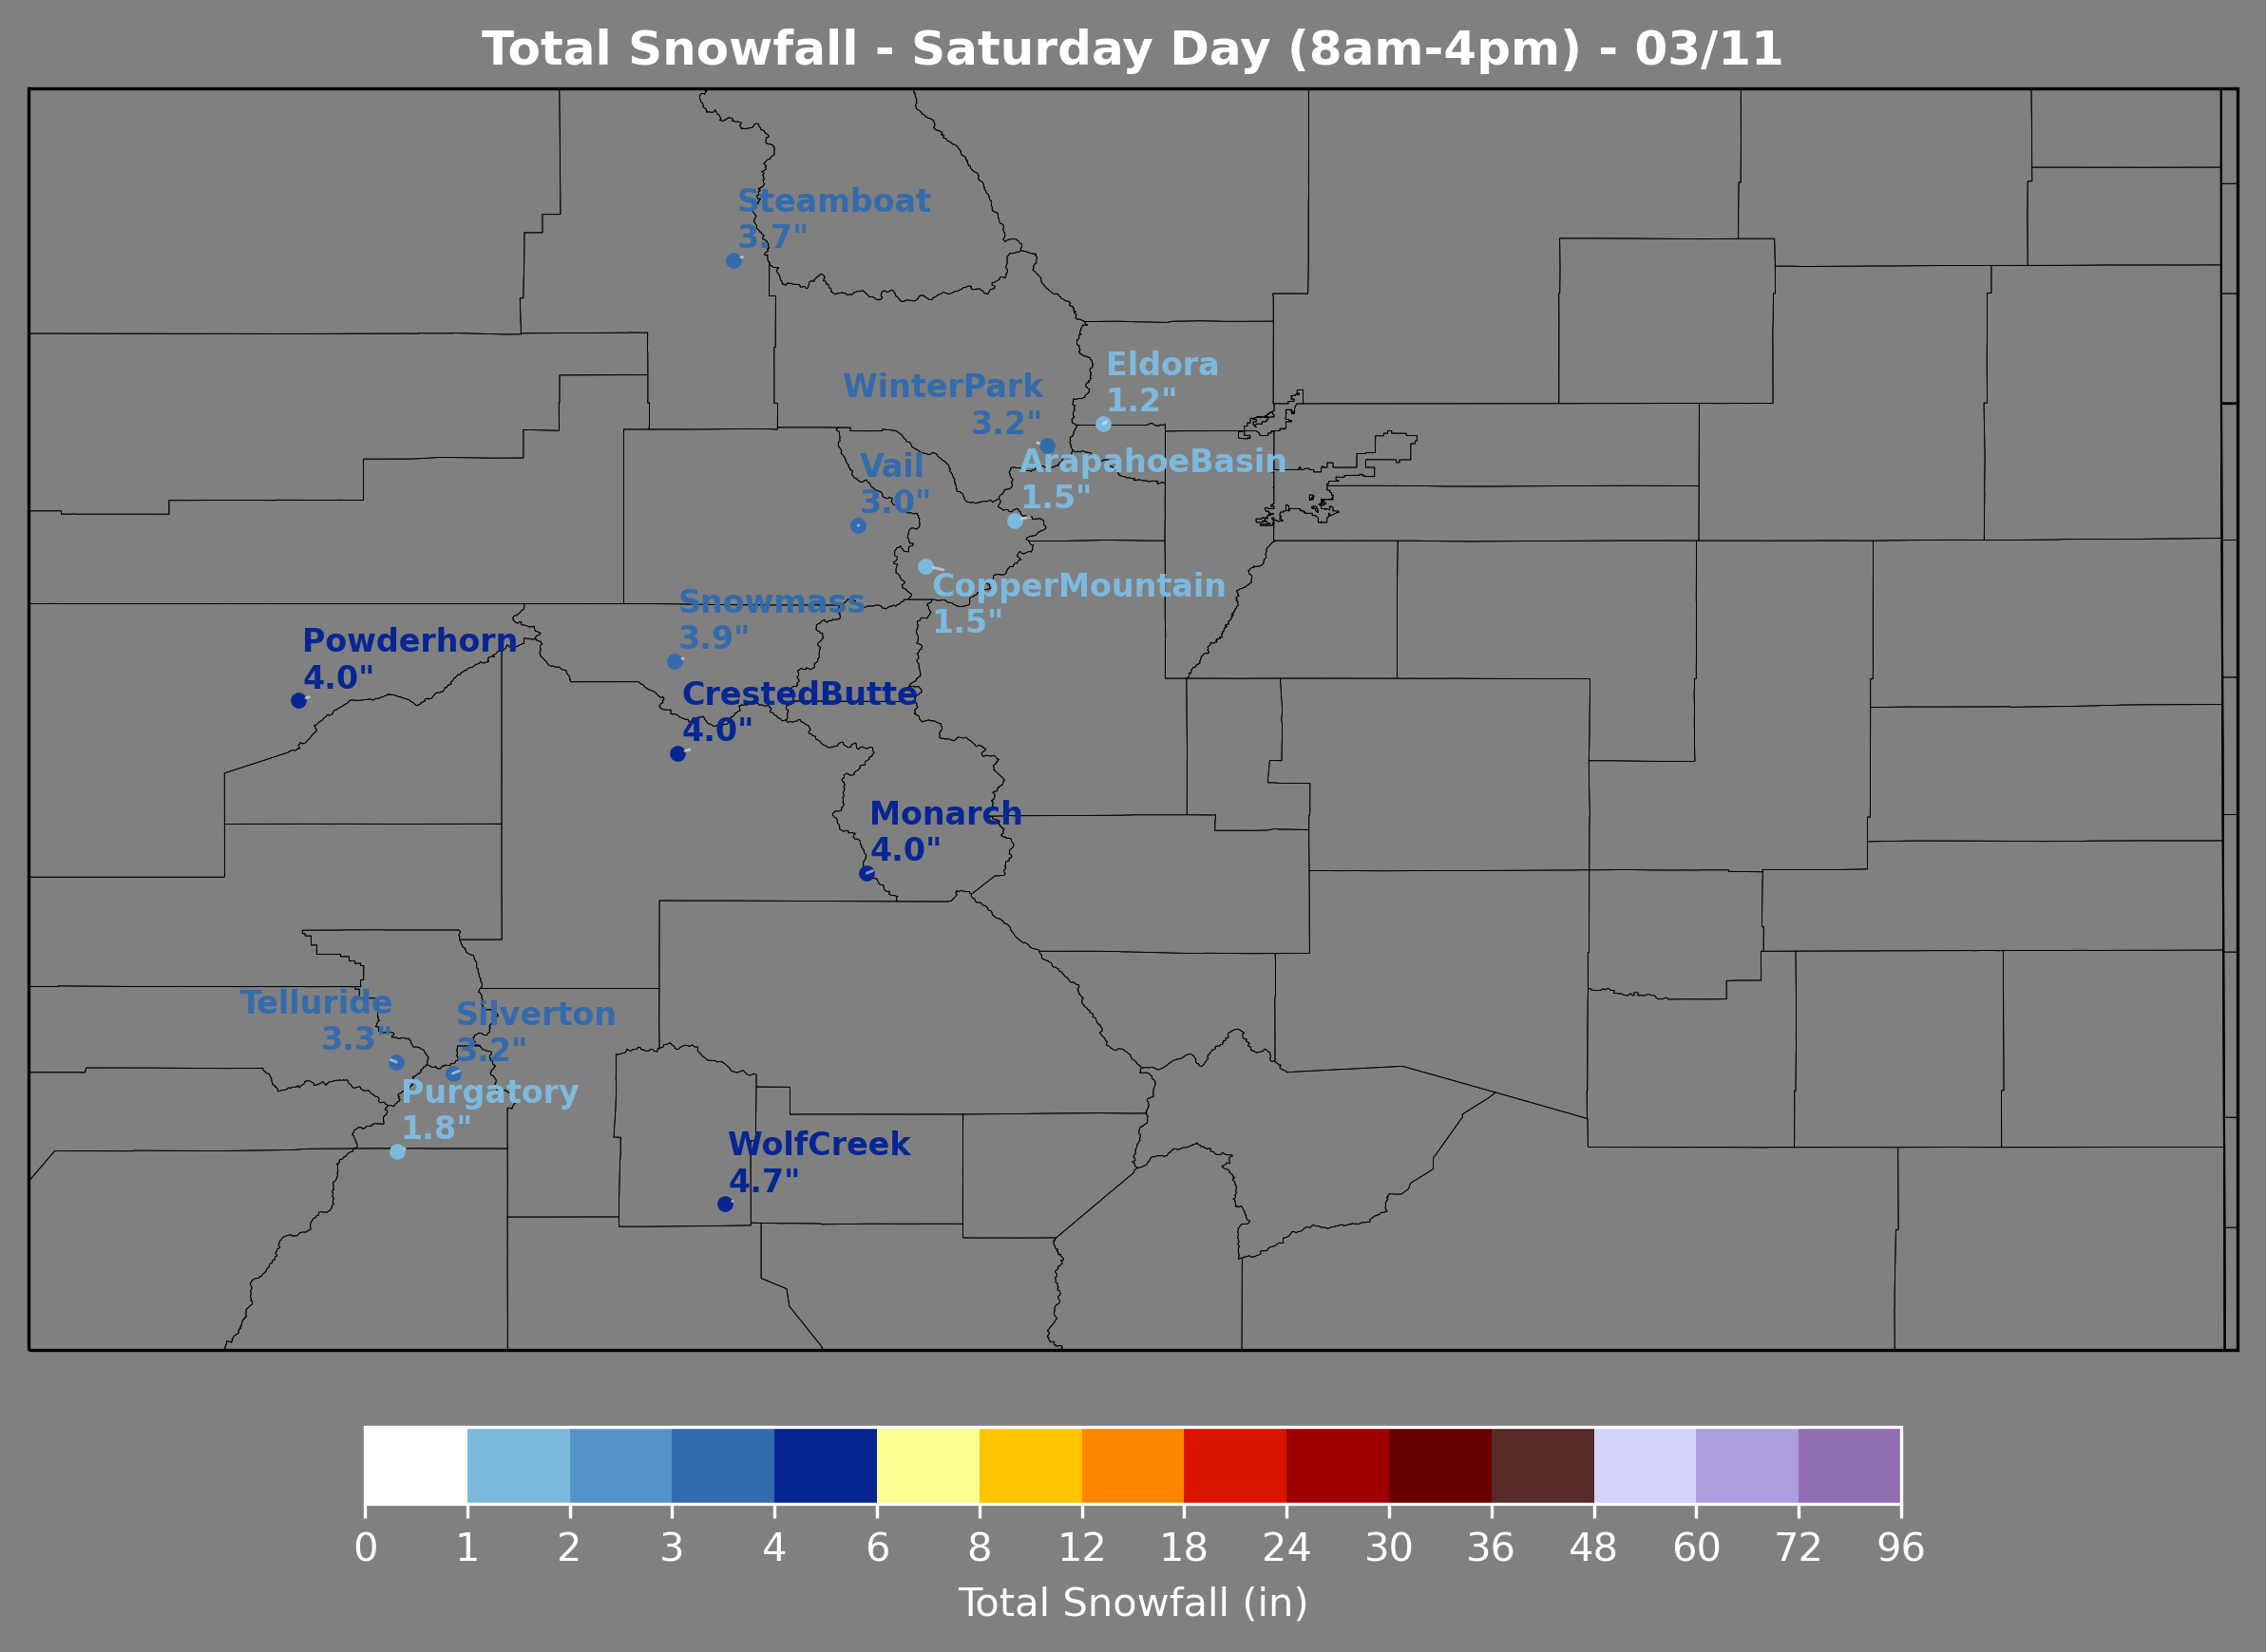 Total Snowfall - Saturday Day (8am-4pm) - 03/11
Steamboat
3.7"
Eldora
1.2"
WinterPark
3.2"
ArapahoeBasin
1.5"
Vail
3.0"
CopperMountain
1.5"
Snowmass
3.9"
Powderhorn
4.0"
CrestedButte
4.0"
Monarch
4.0"
Telluride
3.3"
Silverton
3.2"
Purgatory
1.8"
WolfCreek
4.7"
0 1 2 3 4 6 8 12 18 24 30 36 48 60 72 96
Total Snowfall (in)